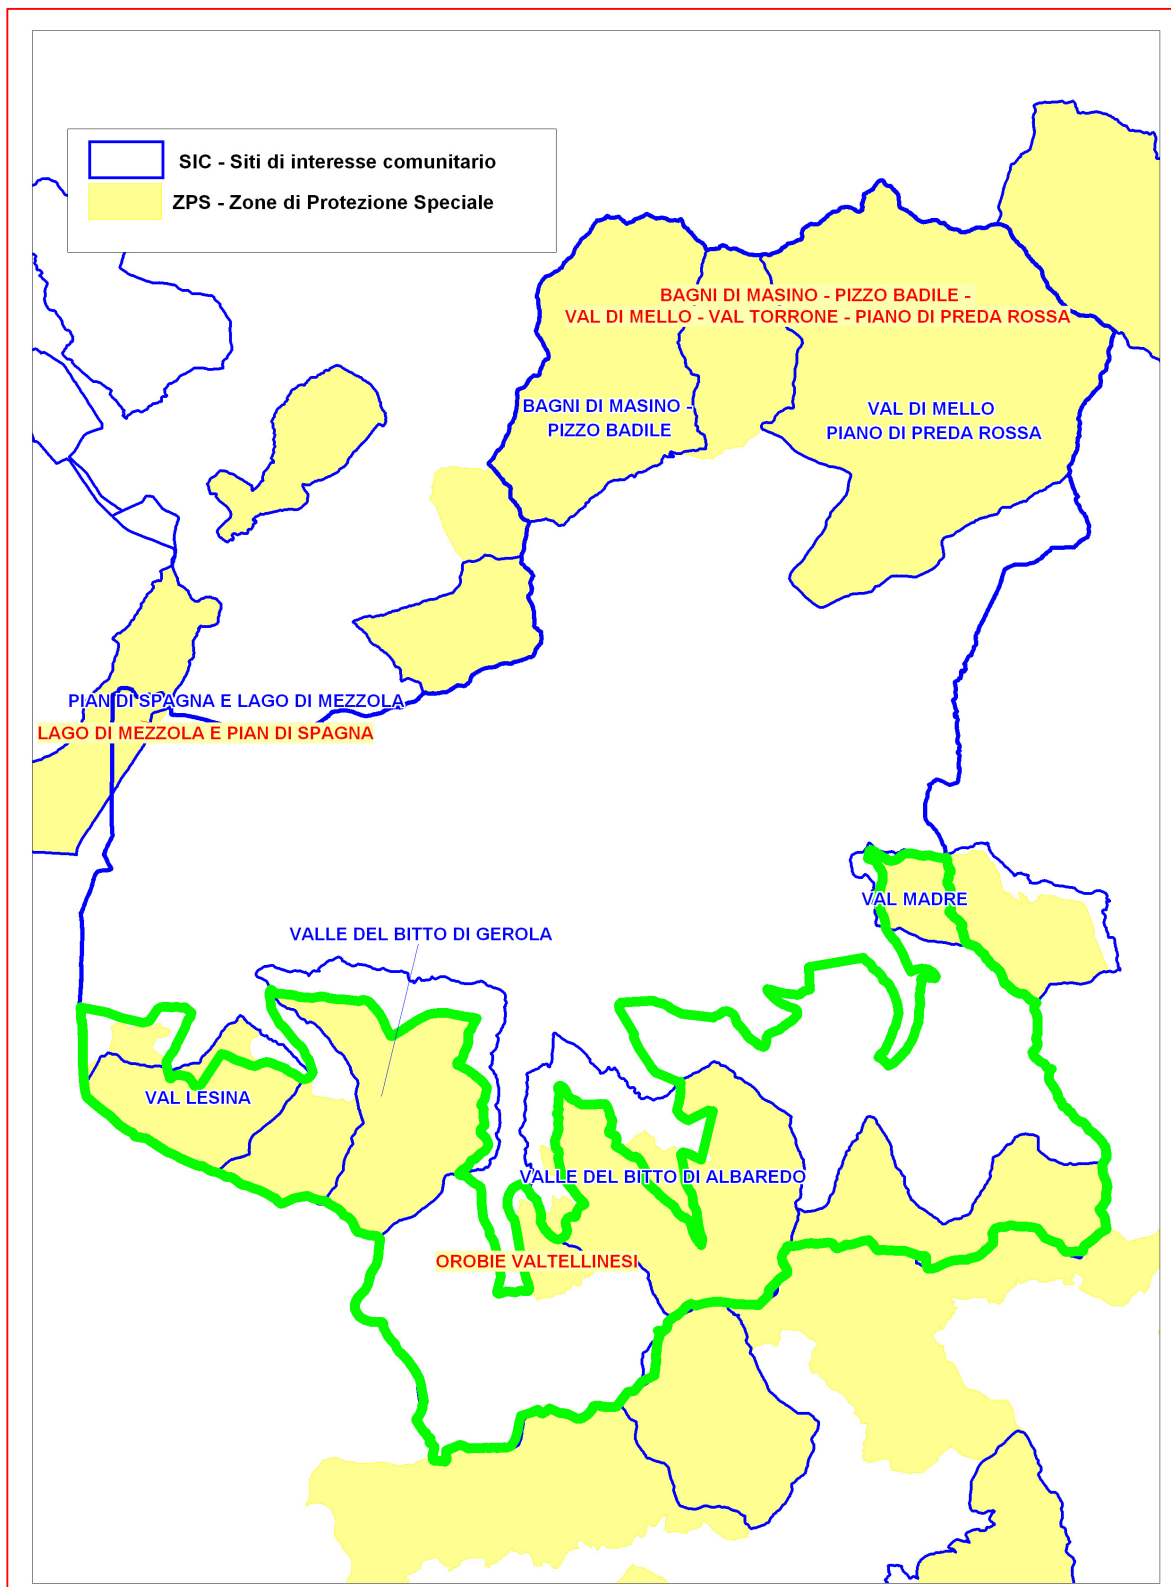 SIC - Siti di interesse comunitario
ZPS - Zone di Protezione Speciale
BAGNI DI MASINO - PIZZO BADILE -
VAL DI MELLO - VAL TORRONE - PIANO DI PREDA ROSSA
BAGNI DI MASINO -
PIZZO BADILE
VAL DI MELLO
PIANO DI PREDA ROSSA
PIAN DI SPAGNA E LAGO DI MEZZOLA
LAGO DI MEZZOLA E PIAN DI SPAGNA
VAL MADRE
VALLE DEL BITTO DI GEROLA
VAL LESINA
VALLE DEL BITTO DI ALBAREDO
OROBIE VALTELLINESI